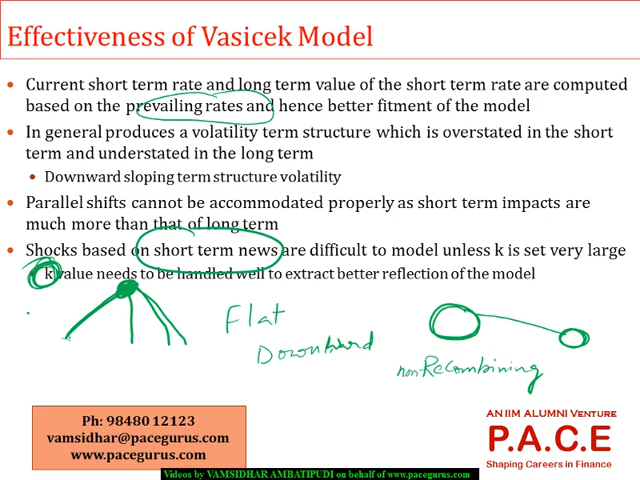 Effectiveness of Vasicek Model
• Current short term rate and long term value of the short term rate are computed
based on the prevailing rates and hence better fitment of the model
• In general produces a volatility term structure which is overstated in the short
term and understated in the long term
• Downward sloping term structure volatility
• Parallel shifts cannot be accommodated properly as short term impacts are
much more than that of long term
• Shocks based on short term news are difficult to model unless k is set very large
k value needs to be handled well to extract better reflection of the model
Flat
Downward
non-Recombining
Ph: 98480 12123
vamsidhar@pacegurus.com
www.pacegurus.com
AN IIM ALUMNI VENTURE
P.A.C.E
Shaping Careers in Finance
Videos by VAMSIDHAR AMBATIPUDI on behalf of www.pacegurus.com